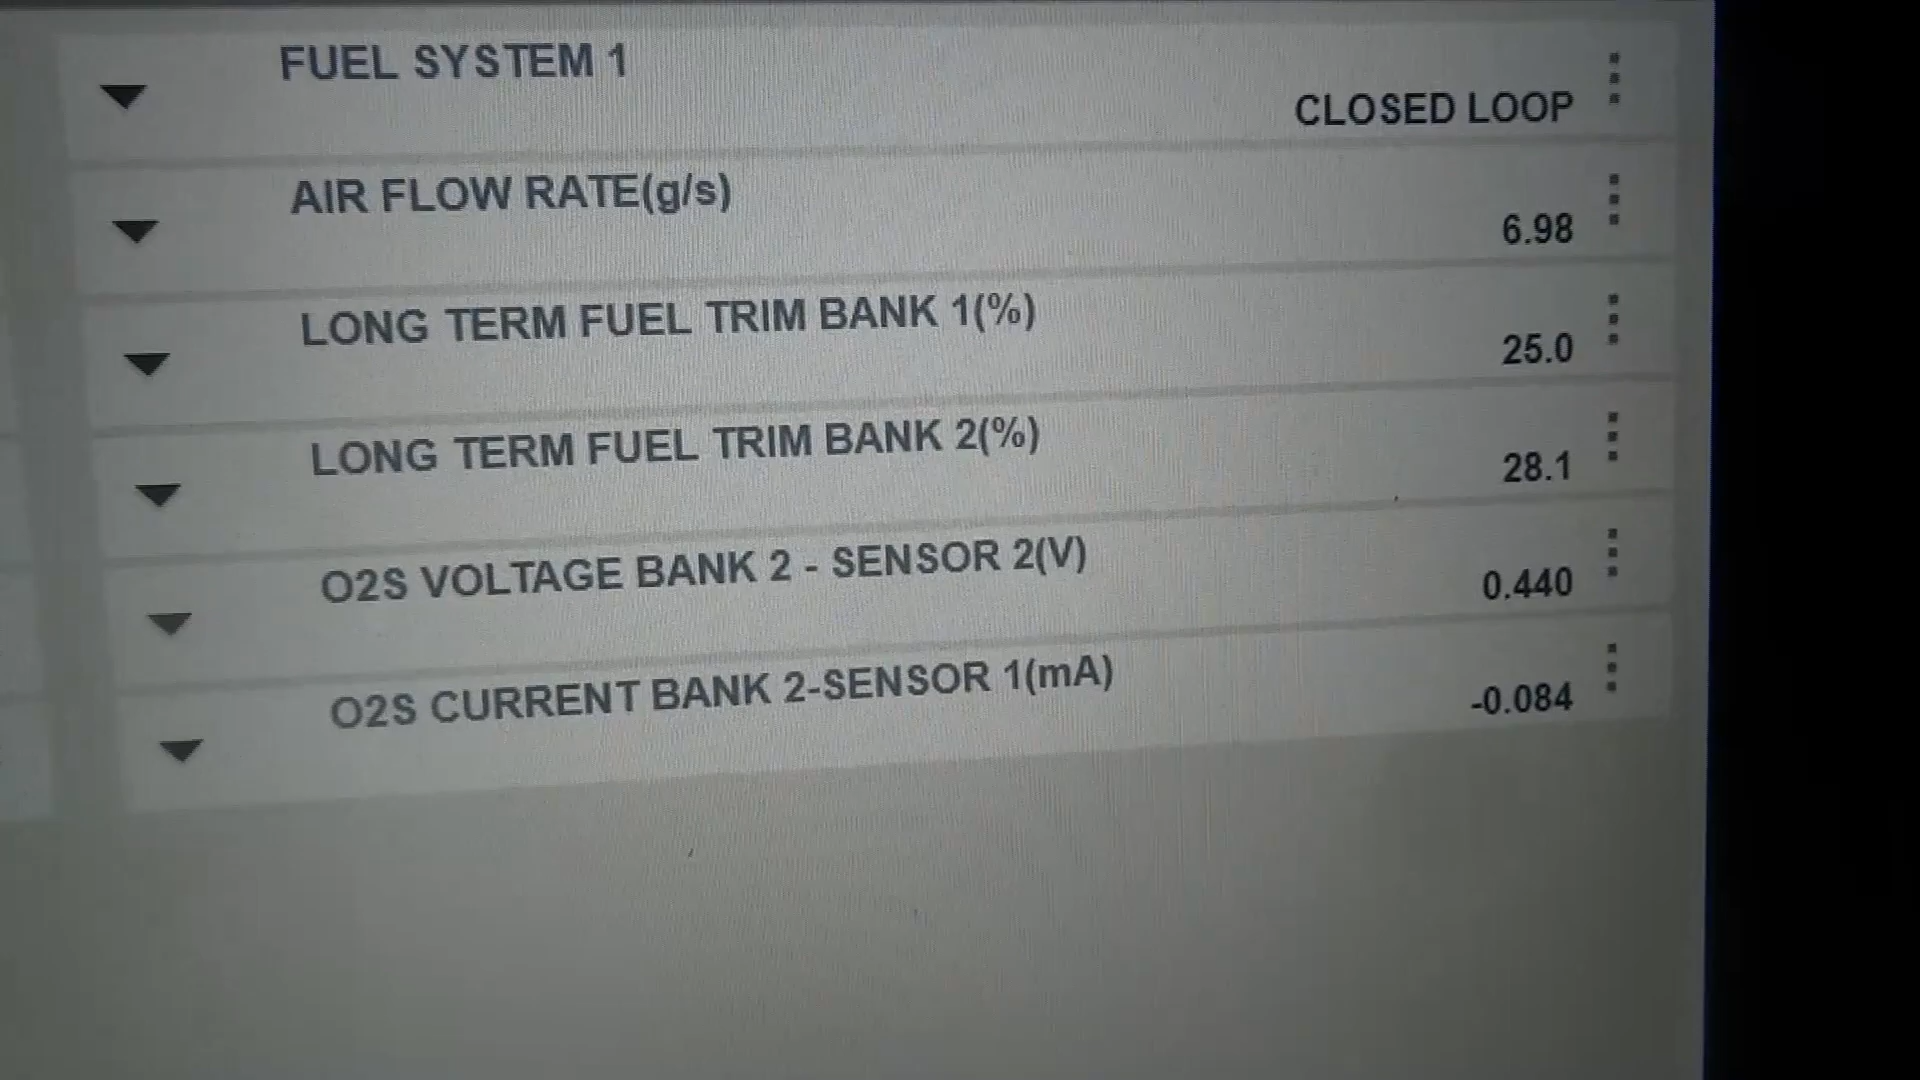 FUEL SYSTEM 1
CLOSED LOOP
AIR FLOW RATE(g/s)
6.98
LONG TERM FUEL TRIM BANK 1(%)
25.0
LONG TERM FUEL TRIM BANK 2(%)
28.1
O2S VOLTAGE BANK 2 - SENSOR 2(V)
0.440
O2S CURRENT BANK 2-SENSOR 1(mA)
-0.084